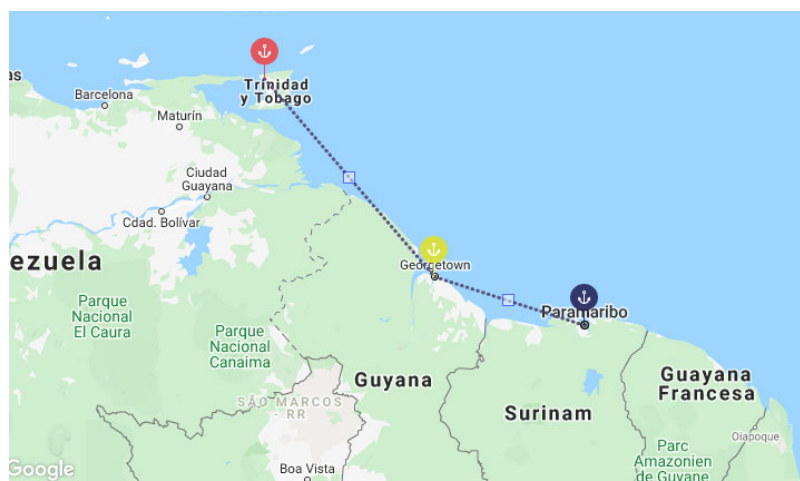 as
Barcelona
Trinidad
y Tobago
Maturín
Ciudad
Guayana
Cdad. Bolívar
ezuela
Georgetown
Parque
Nacional
El Caura
Parque
Nacional
Canaima
Paramaribo
Guyana
SÃO MARCOS
- RR
Surinam
Guayana
Francesa
Oiapoque
Parc
Amazonien
de Guyane
Boa Vista
Google